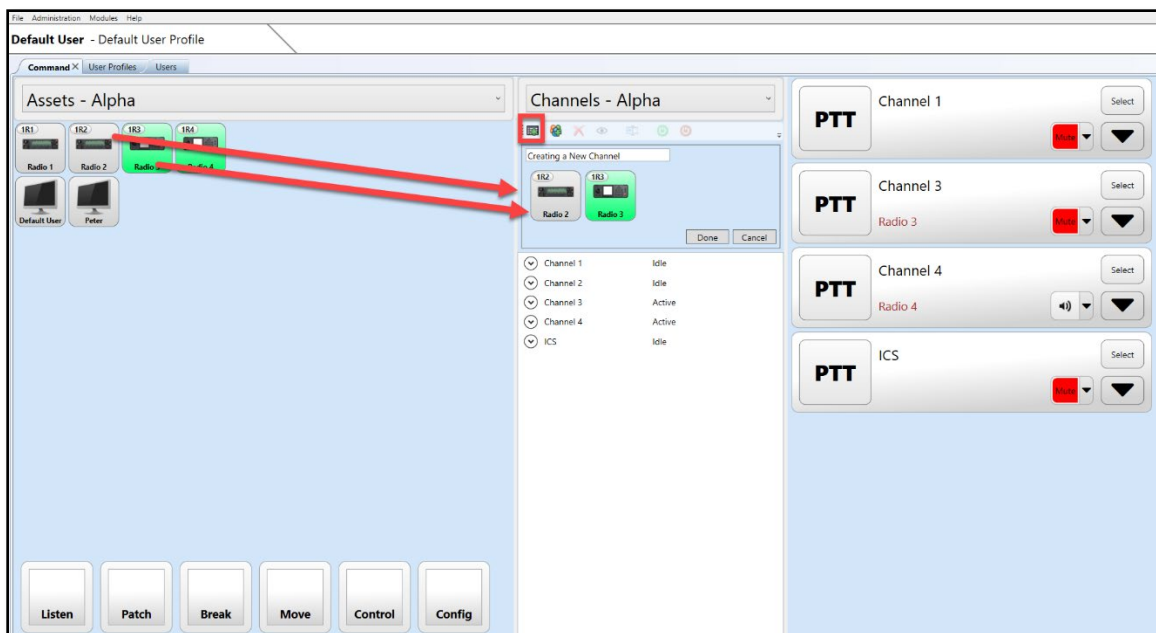 File Administration Modules Help
Default User - Default User Profile
Command X User Profiles Users
Assets - Alpha
1R1 1R2 1R3 1R4
Radio 1 Radio 2 Radio 3 Radio 4
Default User Peter
Listen Patch Break Move Control Config
Channels - Alpha
Creating a New Channel
1R2 1R3
Radio 2 Radio 3
Done Cancel
Channel 1 Idle
Channel 2 Idle
Channel 3 Active
Channel 4 Active
ICS Idle
PTT Channel 1 Select
Mute
PTT Channel 3 Select
Radio 3 Mute
PTT Channel 4 Select
Radio 4
PTT ICS Select
Mute